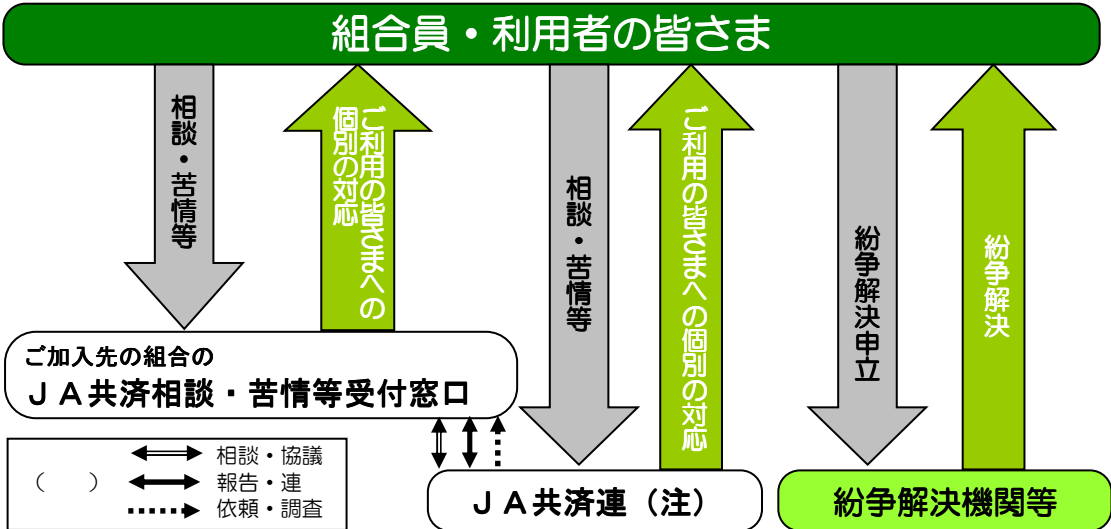 組合員・利用者の皆さま
相談・苦情等
ご利用の皆さまへの
個別の対応
相談・苦情等
ご利用の皆さまへの個別の対応
紛争解決申立
紛争解決
ご加入先の組合の
ＪＡ共済相談・苦情等受付窓口
（　　）
相談・協議
報告・連
依頼・調査
ＪＡ共済連（注）
紛争解決機関等